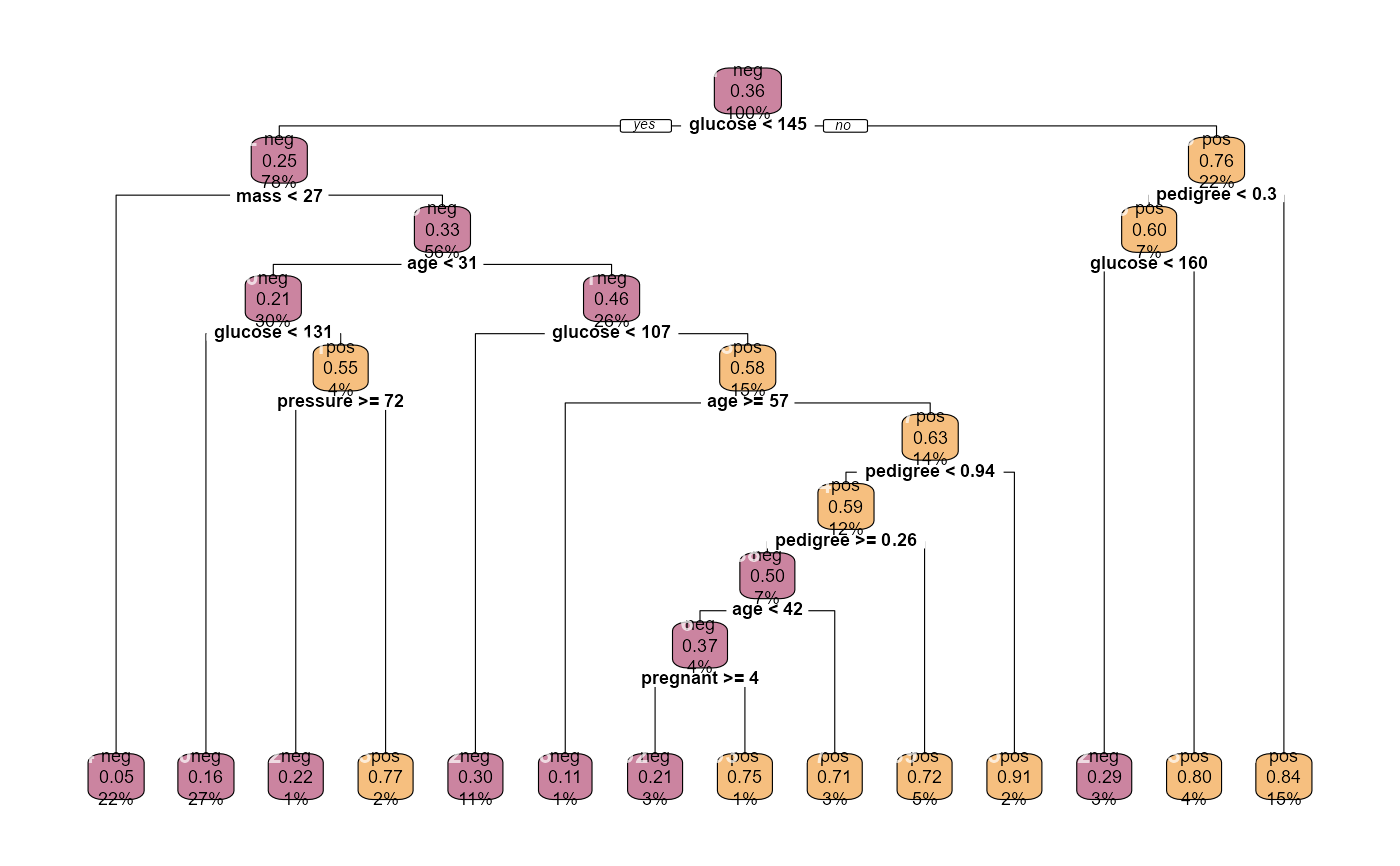 neg
0.36
100%
yes glucose < 145 no
neg
0.25
78%
mass < 27
pos
0.76
22%
pedigree < 0.3
neg
0.33
56%
age < 31
pos
0.60
7%
glucose < 160
neg
0.21
30%
glucose < 131
neg
0.46
26%
glucose < 107
pos
0.55
4%
pressure >= 72
pos
0.58
15%
age >= 57
pos
0.63
14%
pedigree < 0.94
pos
0.59
12%
pedigree >= 0.26
neg
0.50
7%
age < 42
neg
0.37
4%
pregnant >= 4
neg neg neg pos neg neg neg pos pos pos pos neg pos pos
0.05 0.16 0.22 0.77 0.30 0.11 0.21 0.75 0.71 0.72 0.91 0.29 0.80 0.84
22% 27% 1% 2% 11% 1% 3% 1% 3% 5% 2% 3% 4% 15%